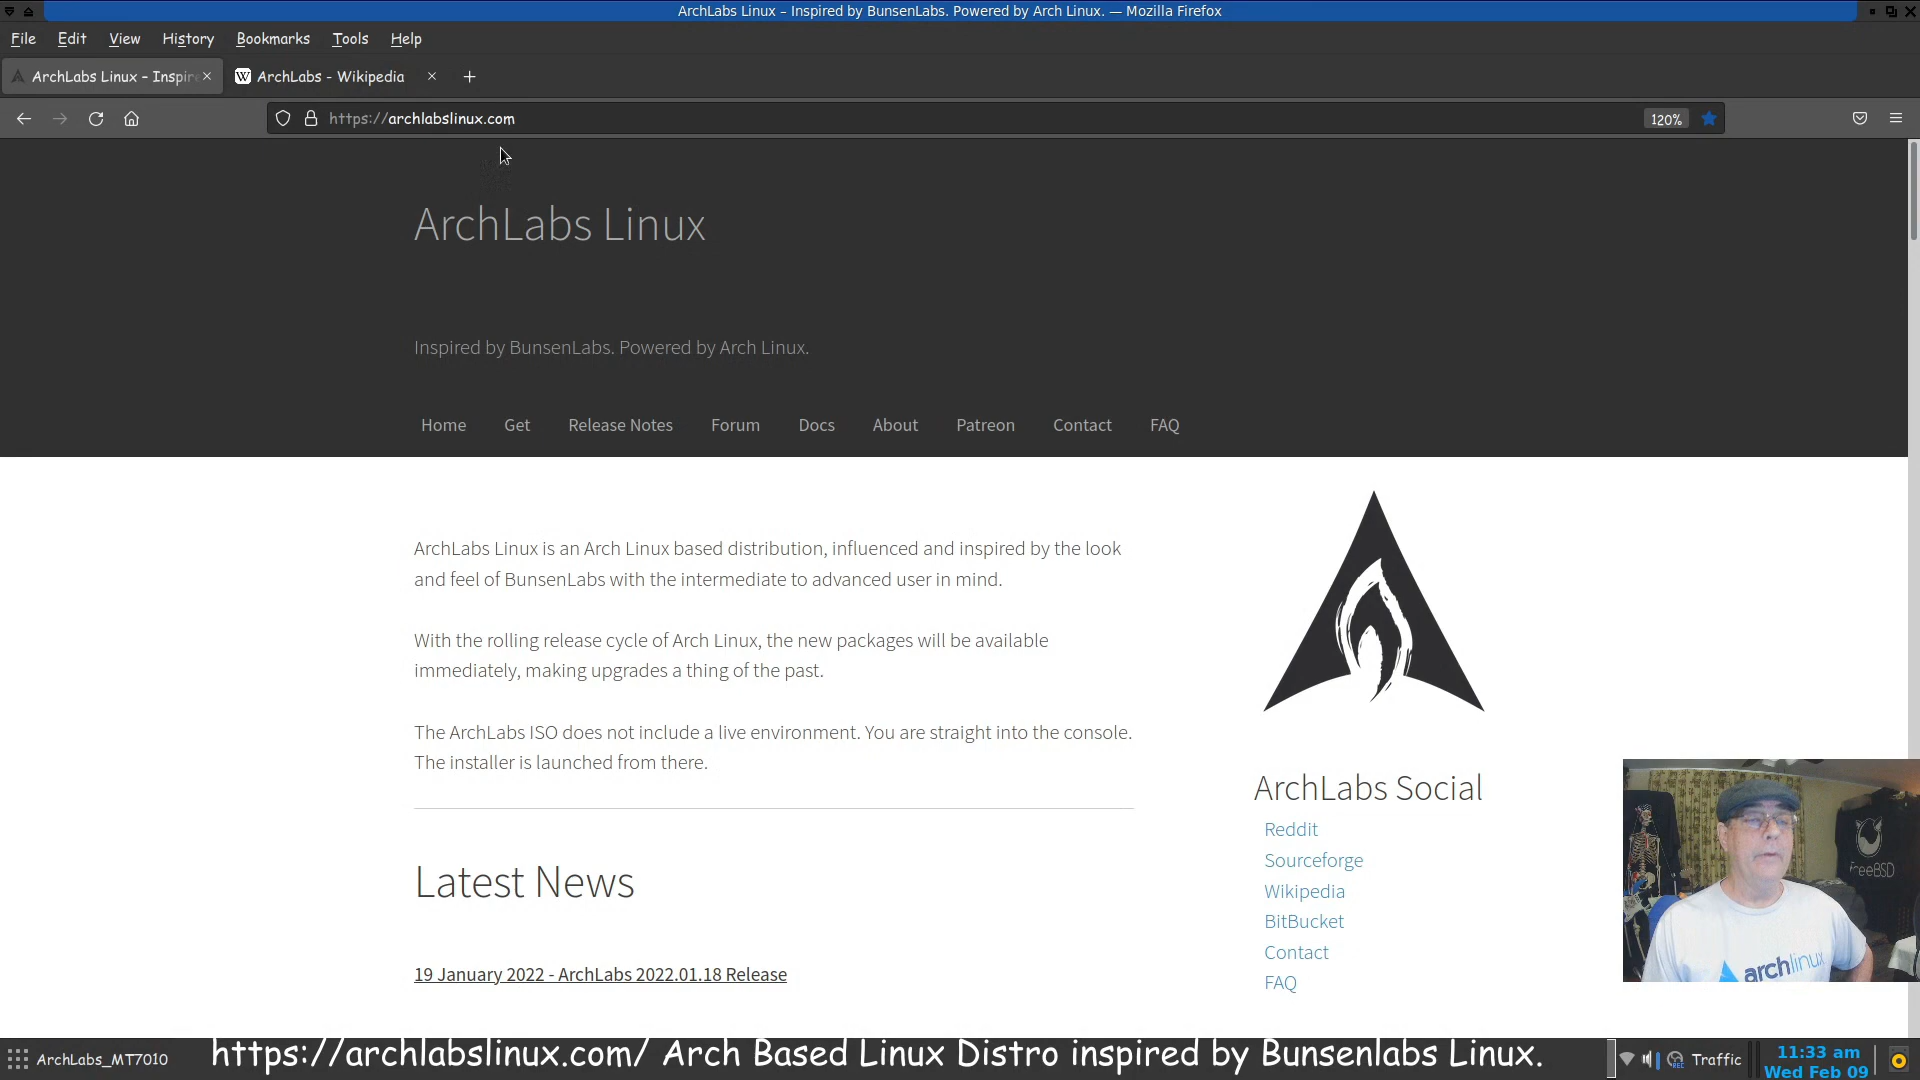 ArchLabs Linux – Inspired by BunsenLabs. Powered by Arch Linux. — Mozilla Firefox
File Edit View History Bookmarks Tools Help
ArchLabs Linux – Inspire
ArchLabs - Wikipedia
https://archlabslinux.com
120%
ArchLabs Linux
Inspired by BunsenLabs. Powered by Arch Linux.
Home Get Release Notes Forum Docs About Patreon Contact FAQ
ArchLabs Linux is an Arch Linux based distribution, influenced and inspired by the look
and feel of BunsenLabs with the intermediate to advanced user in mind.
With the rolling release cycle of Arch Linux, the new packages will be available
immediately, making upgrades a thing of the past.
The ArchLabs ISO does not include a live environment. You are straight into the console.
The installer is launched from there.
Latest News
19 January 2022 - ArchLabs 2022.01.18 Release
ArchLabs Social
Reddit
Sourceforge
Wikipedia
BitBucket
Contact
FAQ
FreeBSD
archlinux
ArchLabs_MT7010
https://archlabslinux.com/ Arch Based Linux Distro inspired by Bunsenlabs Linux.
REC
Traffic
11:33 am
Wed Feb 09